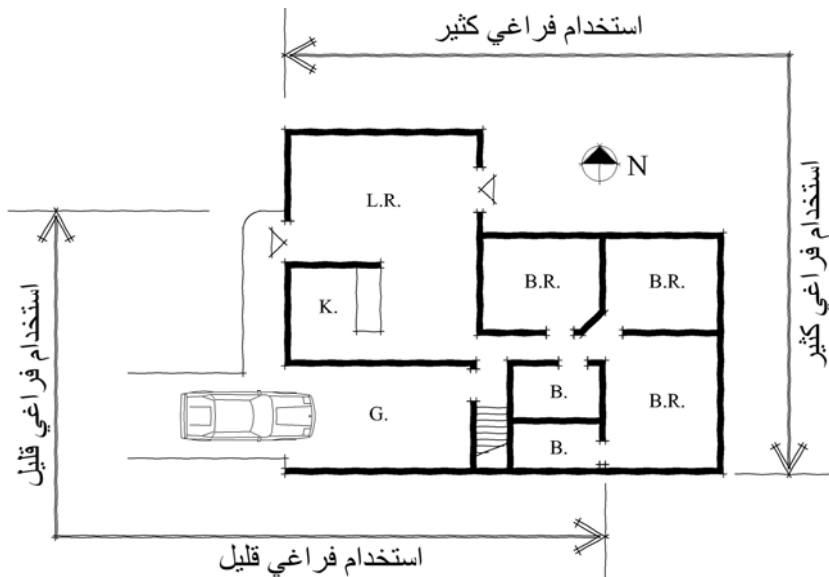 استخدام فراغي كثير
N
L.R.
استخدام فراغي كثير
B.R.
B.R.
K.
استخدام فراغي قليل
B.
B.R.
G.
B.
استخدام فراغي قليل